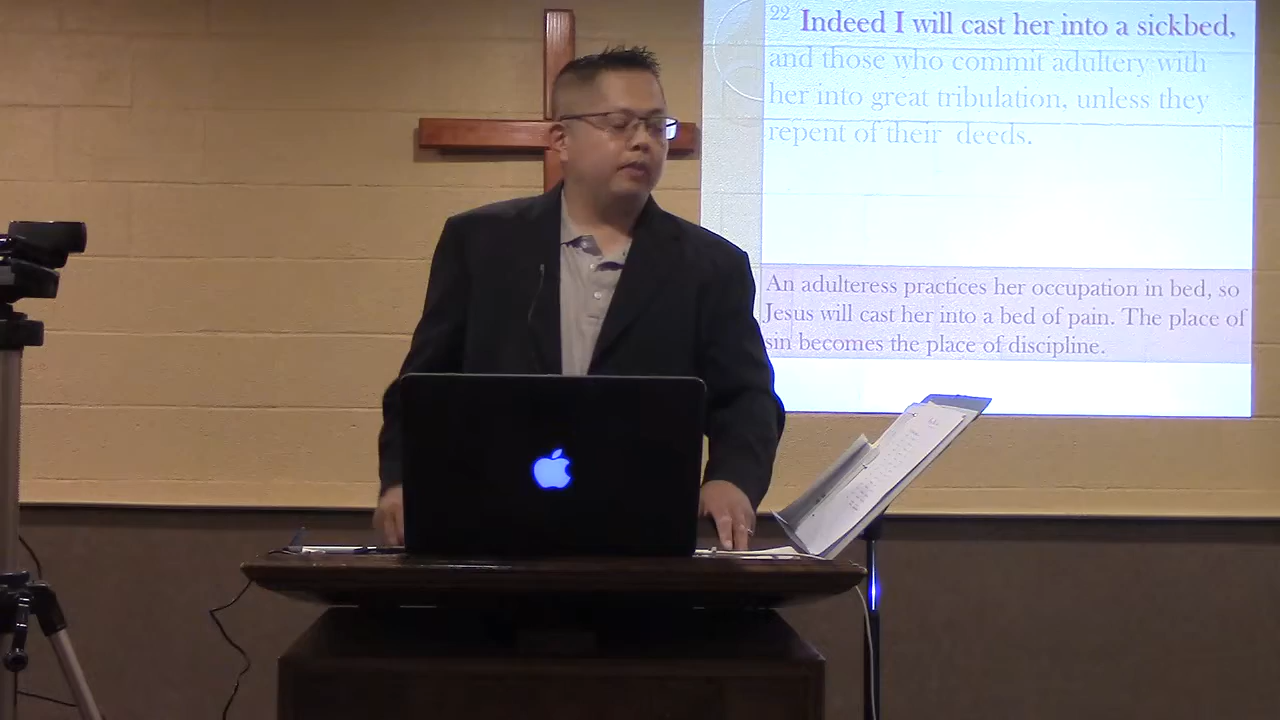 22 Indeed I will cast her into a sickbed,
and those who commit adultery with
her into great tribulation, unless they
repent of their deeds.
An adulteress practices her occupation in bed, so
Jesus will cast her into a bed of pain. The place of
sin becomes the place of discipline.